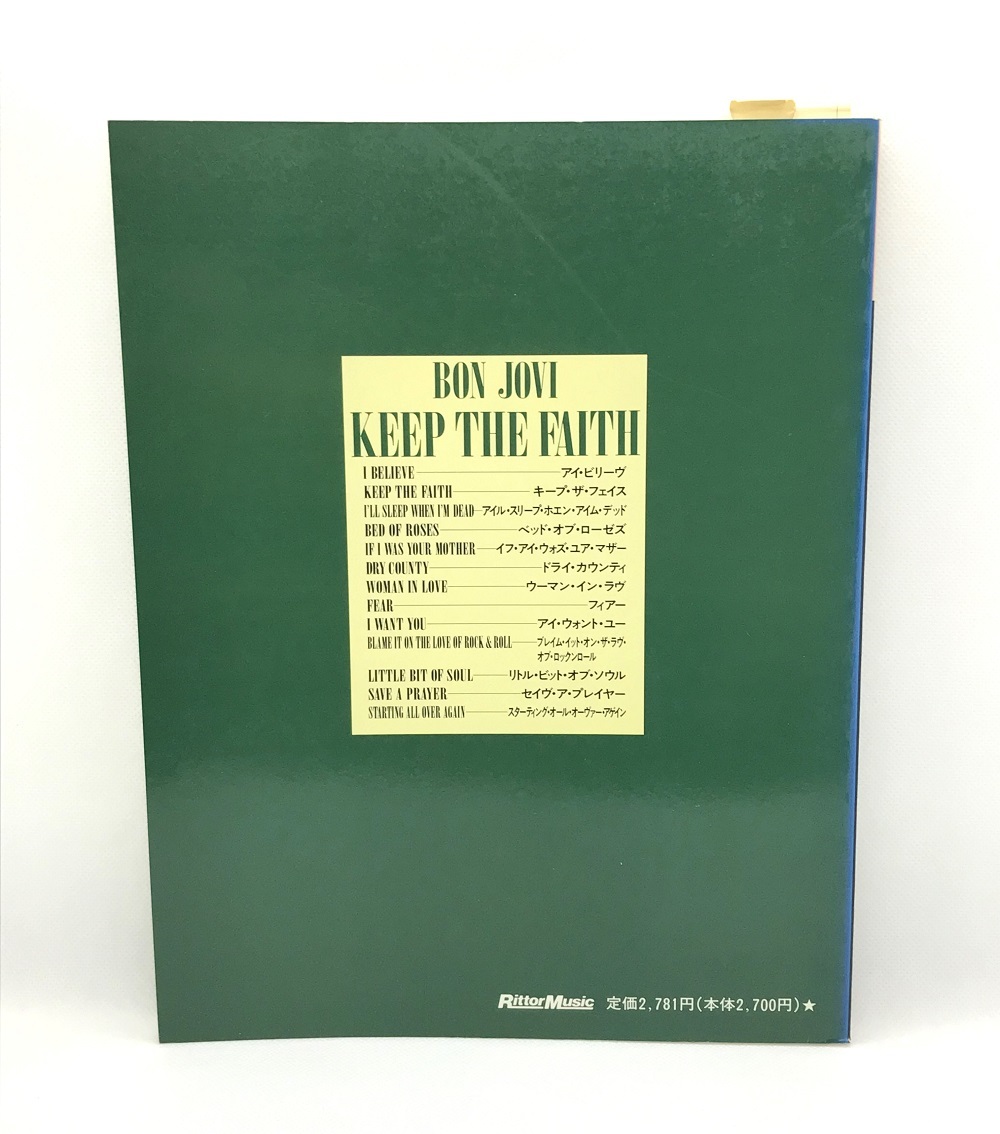 BON JOVI
KEEP THE FAITH
I BELIEVE アイ・ビリーヴ
KEEP THE FAITH キープ・ザ・フェイス
I'LL SLEEP WHEN I'M DEAD アイル・スリープ・ホエン・アイム・デッド
BED OF ROSES ベッド・オブ・ローゼズ
IF I WAS YOUR MOTHER イフ・アイ・ウォズ・ユア・マザー
DRY COUNTY ドライ・カウンティ
WOMAN IN LOVE ウーマン・イン・ラヴ
FEAR フィアー
I WANT YOU アイ・ウォント・ユー
BLAME IT ON THE LOVE OF ROCK & ROLL ブレイム・イット・オン・ザ・ラヴ・
オブ・ロックンロール
LITTLE BIT OF SOUL リトル・ビット・オブ・ソウル
SAVE A PRAYER セイヴ・ア・プレイヤー
STARTING ALL OVER AGAIN スターティング・オール・オーヴァー・アゲイン
RittorMusic 定価2,781円(本体2,700円)★